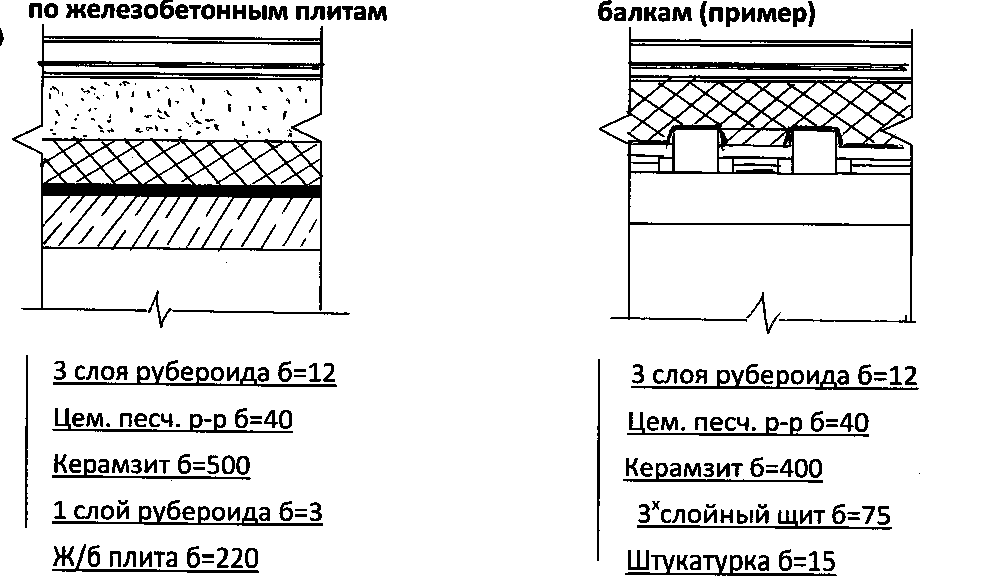 по железобетонным плитам
)
3 слоя рубероида б=12
Цем. песч. р-р б=40
Керамзит б=500
1 слой рубероида б=3
Ж/б плита б=220
балкам (пример)
3 слоя рубероида б=12
Цем. песч. р-р б=40
Керамзит б=400
3ˣслойный щит б=75
Штукатурка б=15